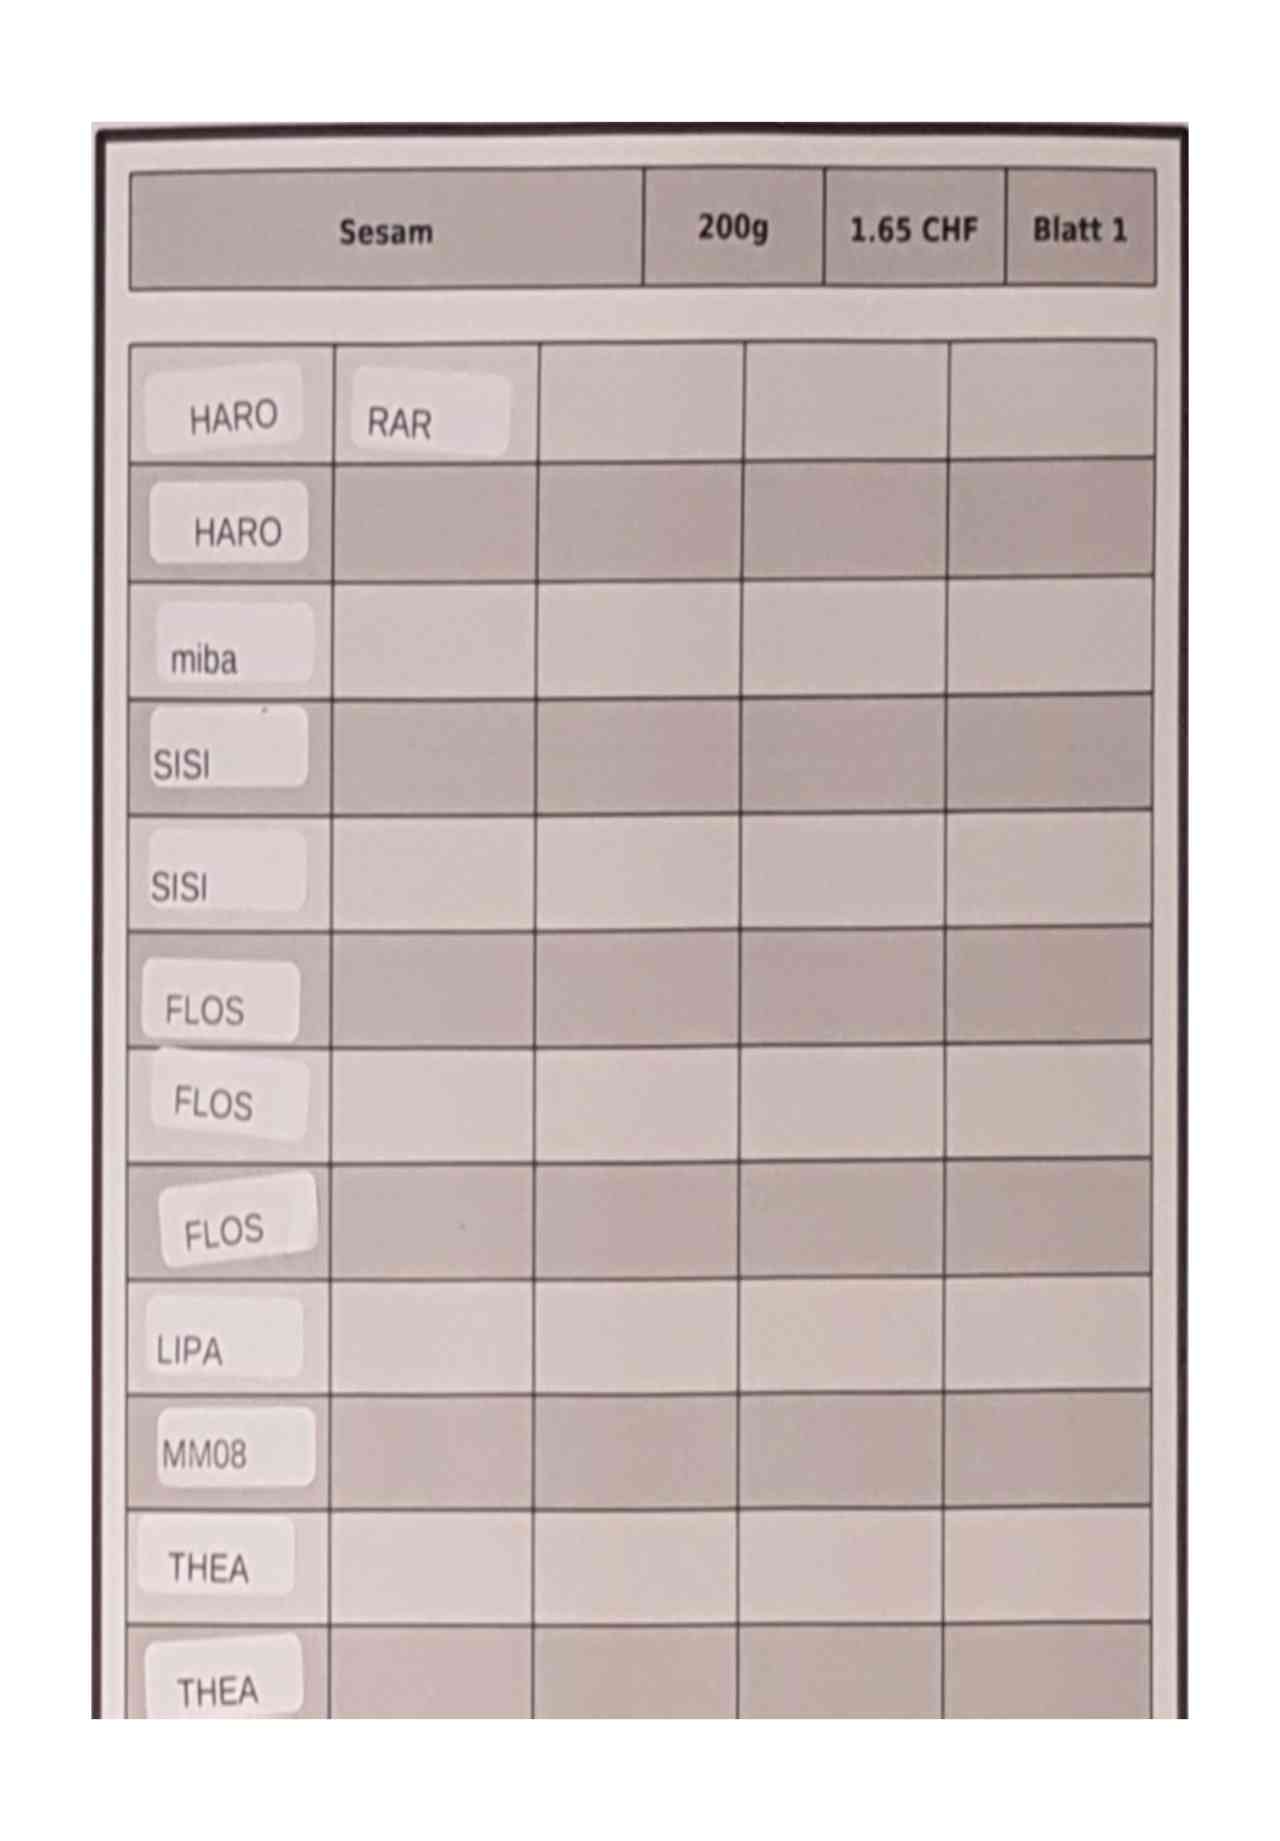 Sesam 200g 1.65 CHF Blatt 1
HARO RAR
HARO
miba
SISI
SISI
FLOS
FLOS
FLOS
LIPA
MM08
THEA
THEA